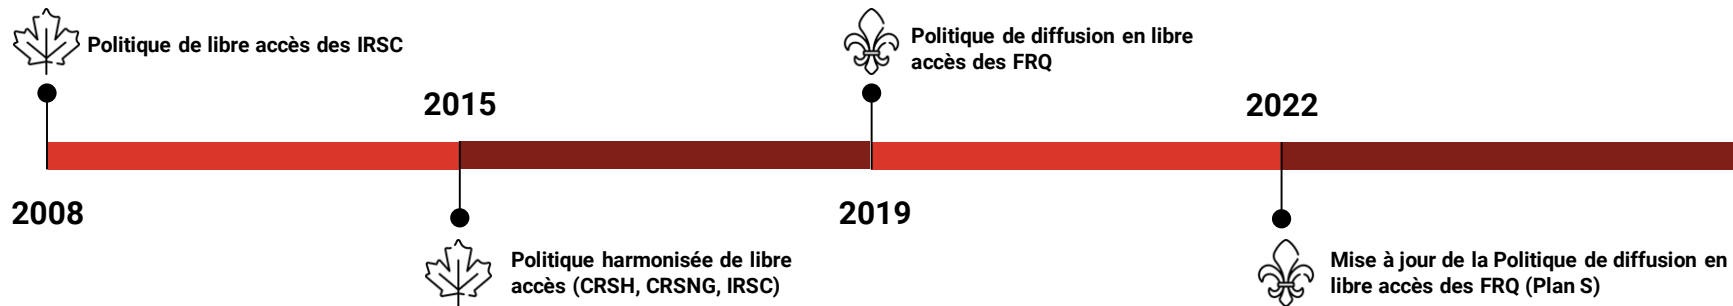 Politique de libre accès des IRSC
2008
2015
Politique harmonisée de libre
accès (CRSH, CRSNG, IRSC)
Politique de diffusion en libre
accès des FRQ
2019
2022
Mise à jour de la Politique de diffusion en
libre accès des FRQ (Plan S)